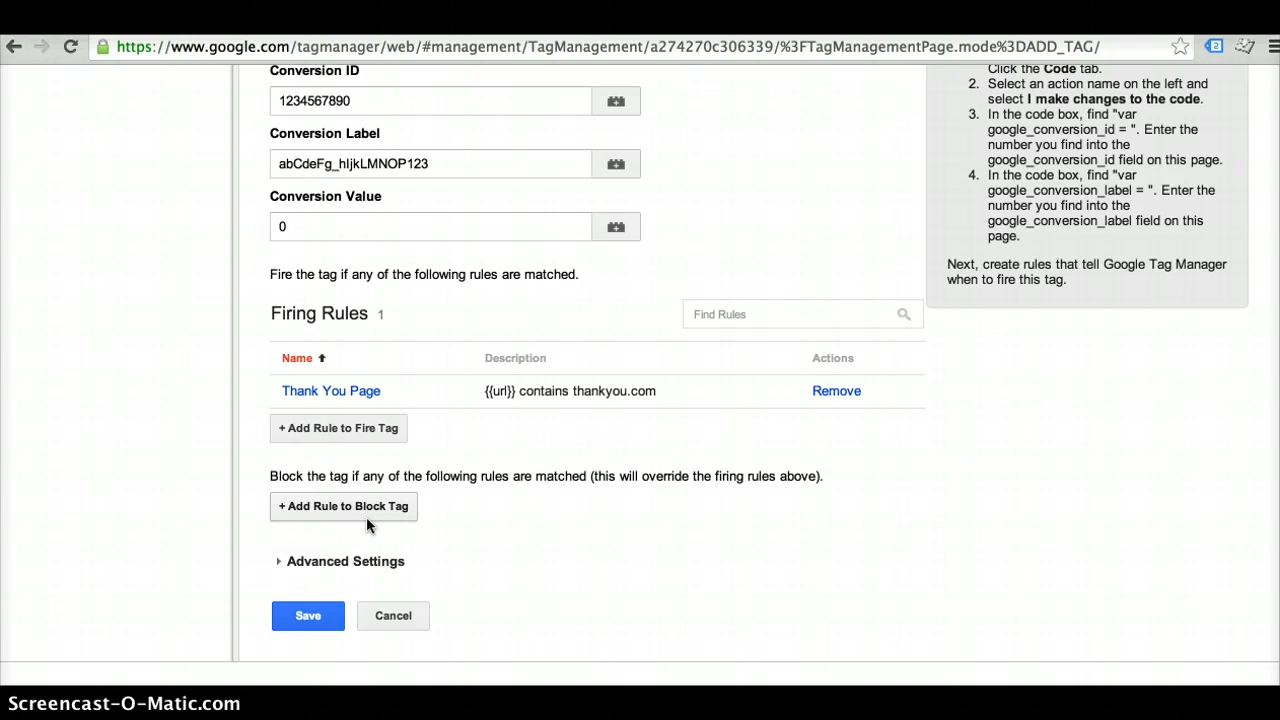 https://www.google.com/tagmanager/web/#management/TagManagement/a274270c306339/%3FTagManagementPage.mode%3DADD_TAG/
Conversion ID
1234567890
Conversion Label
abCdeFg_hIjkLMNOP123
Conversion Value
0
Fire the tag if any of the following rules are matched.
Firing Rules 1
Find Rules
Name Description Actions
Thank You Page {{url}} contains thankyou.com Remove
+ Add Rule to Fire Tag
Block the tag if any of the following rules are matched (this will override the firing rules above).
+ Add Rule to Block Tag
Advanced Settings
Save Cancel
Click the Code tab.
2. Select an action name on the left and
select I make changes to the code.
3. In the code box, find "var
google_conversion_id = ". Enter the
number you find into the
google_conversion_id field on this page.
4. In the code box, find "var
google_conversion_label = ". Enter the
number you find into the
google_conversion_label field on this
page.
Next, create rules that tell Google Tag Manager
when to fire this tag.
Screencast-O-Matic.com